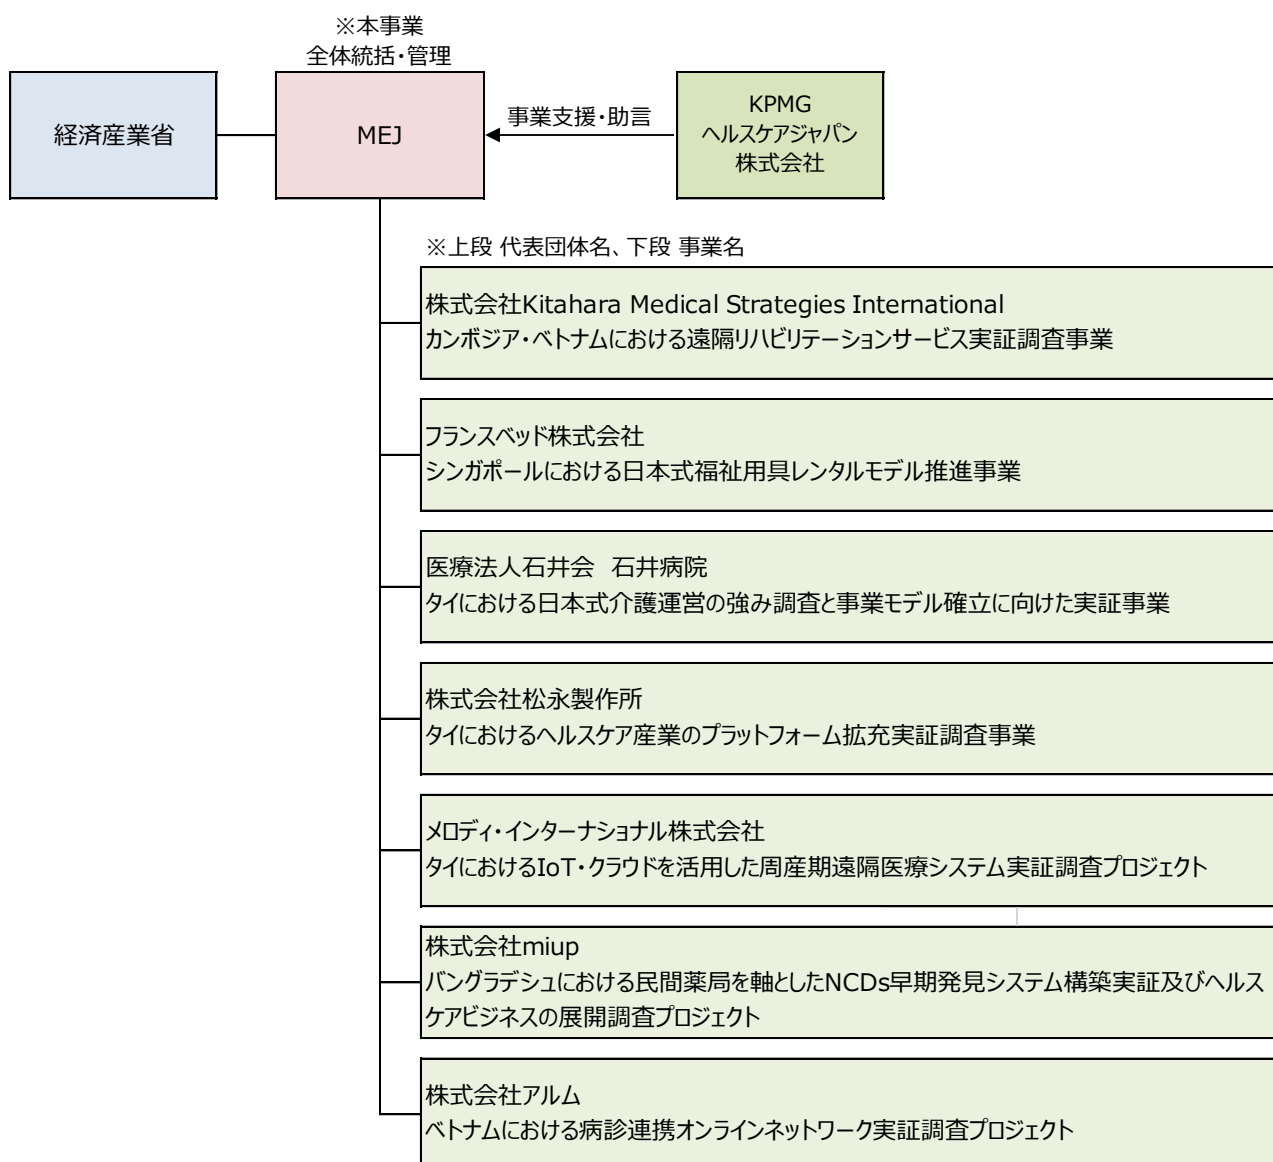 ※本事業
全体統括・管理
経済産業省
MEJ
事業支援・助言
KPMG
ヘルスケアジャパン
株式会社
※上段 代表団体名、下段 事業名
株式会社Kitahara Medical Strategies International
カンボジア・ベトナムにおける遠隔リハビリテーションサービス実証調査事業
フランスベッド株式会社
シンガポールにおける日本式福祉用具レンタルモデル推進事業
医療法人石井会　石井病院
タイにおける日本式介護運営の強み調査と事業モデル確立に向けた実証事業
株式会社松永製作所
タイにおけるヘルスケア産業のプラットフォーム拡充実証調査事業
メロディ・インターナショナル株式会社
タイにおけるIoT・クラウドを活用した周産期遠隔医療システム実証調査プロジェクト
株式会社miup
バングラデシュにおける民間薬局を軸としたNCDs早期発見システム構築実証及びヘルス
ケアビジネスの展開調査プロジェクト
株式会社アルム
ベトナムにおける病診連携オンラインネットワーク実証調査プロジェクト